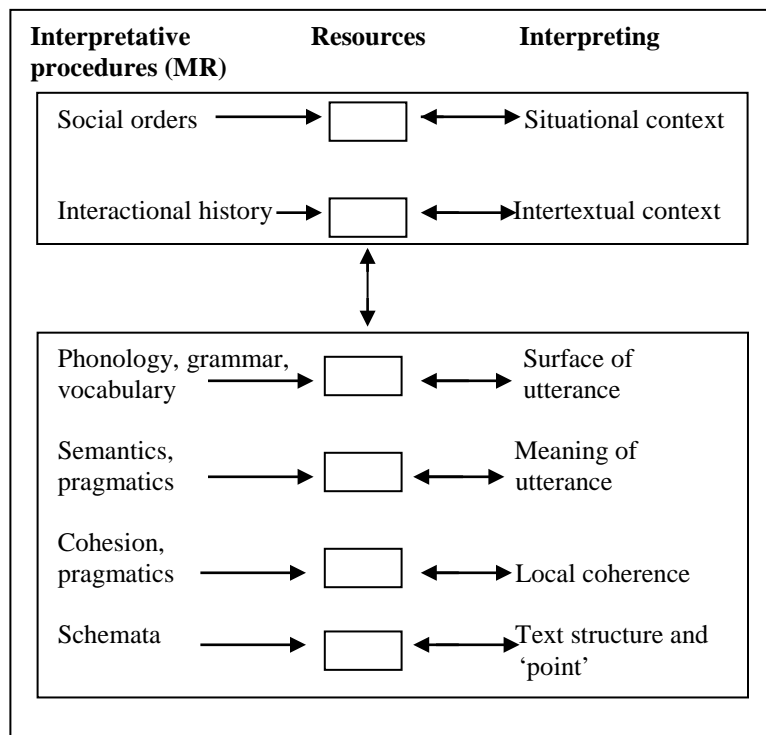 Interpretative Resources Interpreting
procedures (MR)
Social orders Situational context
Interactional history Intertextual context
Phonology, grammar, Surface of
vocabulary utterance
Semantics, Meaning of
pragmatics utterance
Cohesion,
pragmatics Local coherence
Schemata Text structure and
‘point’